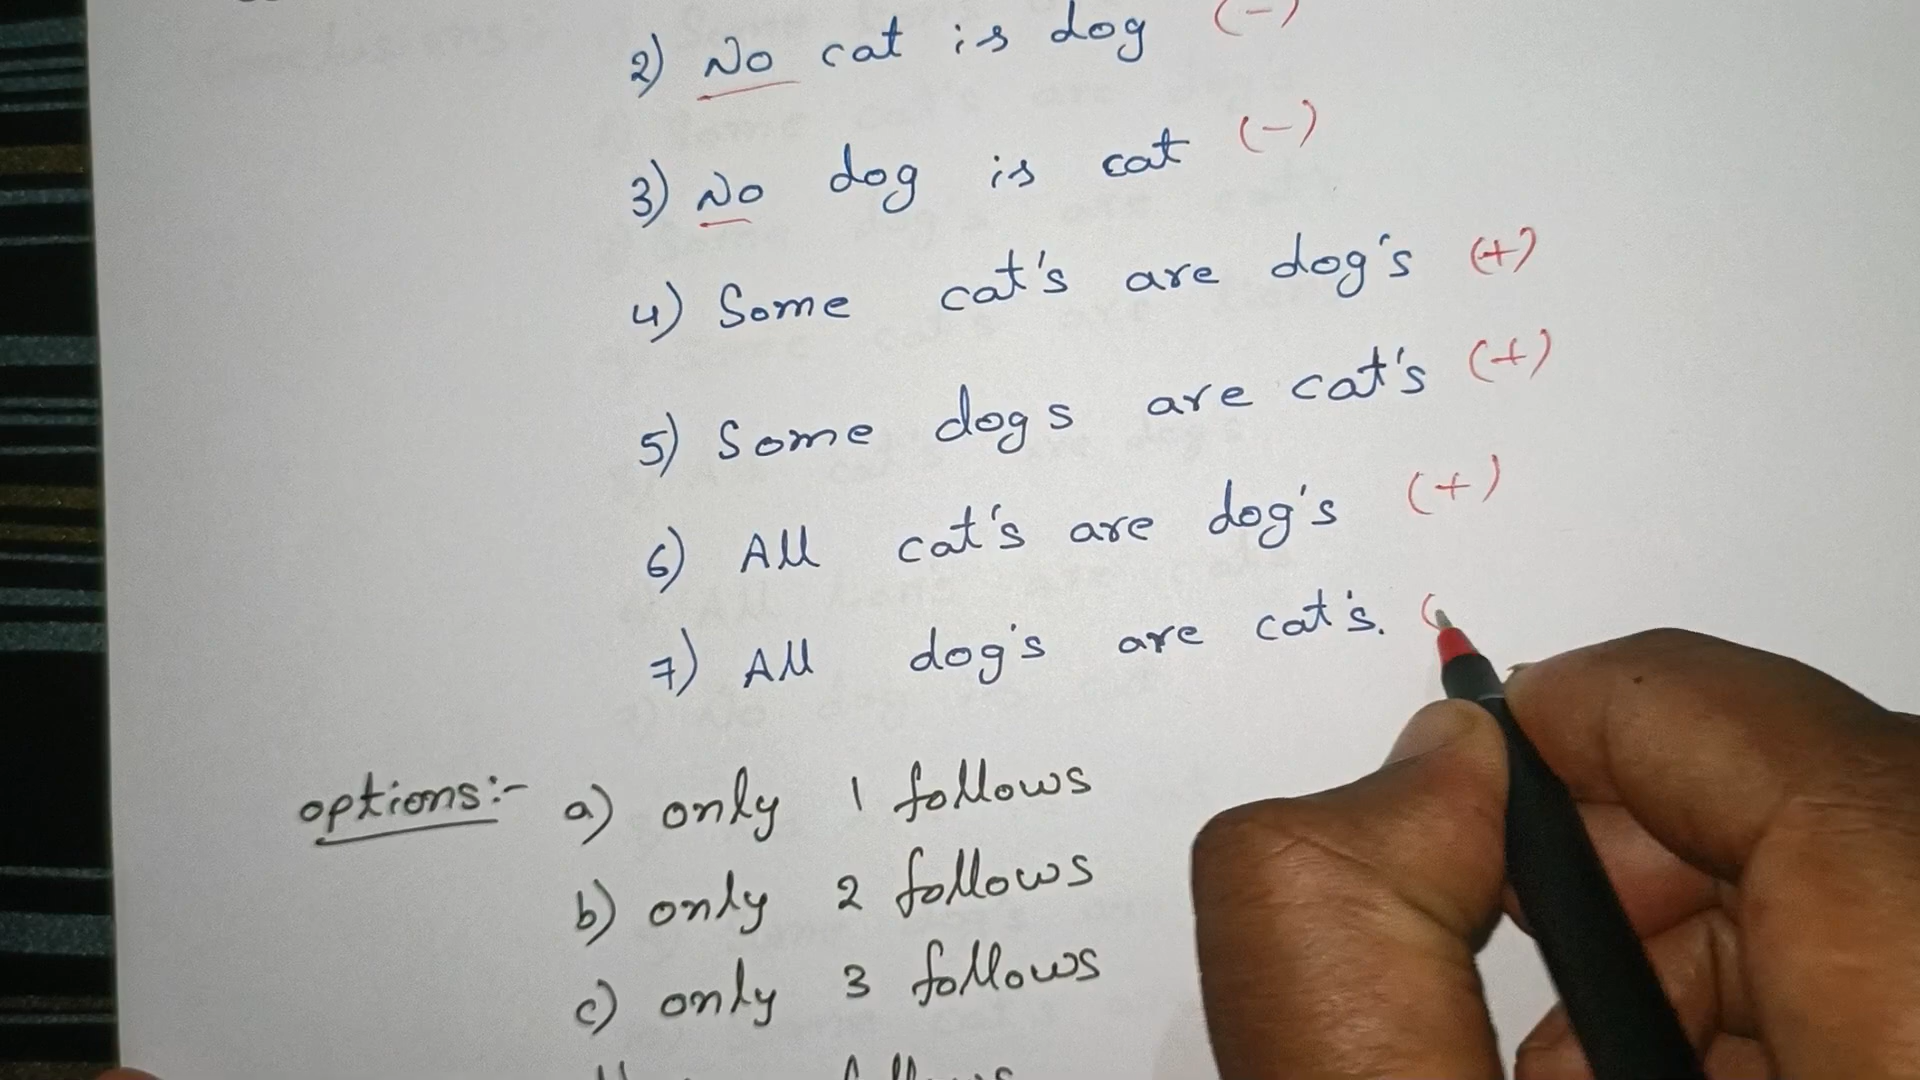 2) No cat is dog (-)
3) No dog is cat (-)
4) Some cat's are dog's (+)
5) Some dogs are cat's (+)
6) All cat's are dog's (+)
7) All dog's are cat's. (
options:- a) only 1 follows
b) only 2 follows
c) only 3 follows